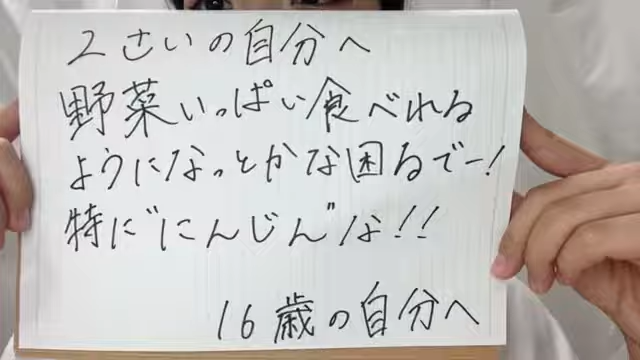 2さいの自分へ
野菜いっぱい食べれる
ようになっとかな困るでー!
特に"にんじん"な!!
16歳の自分へ